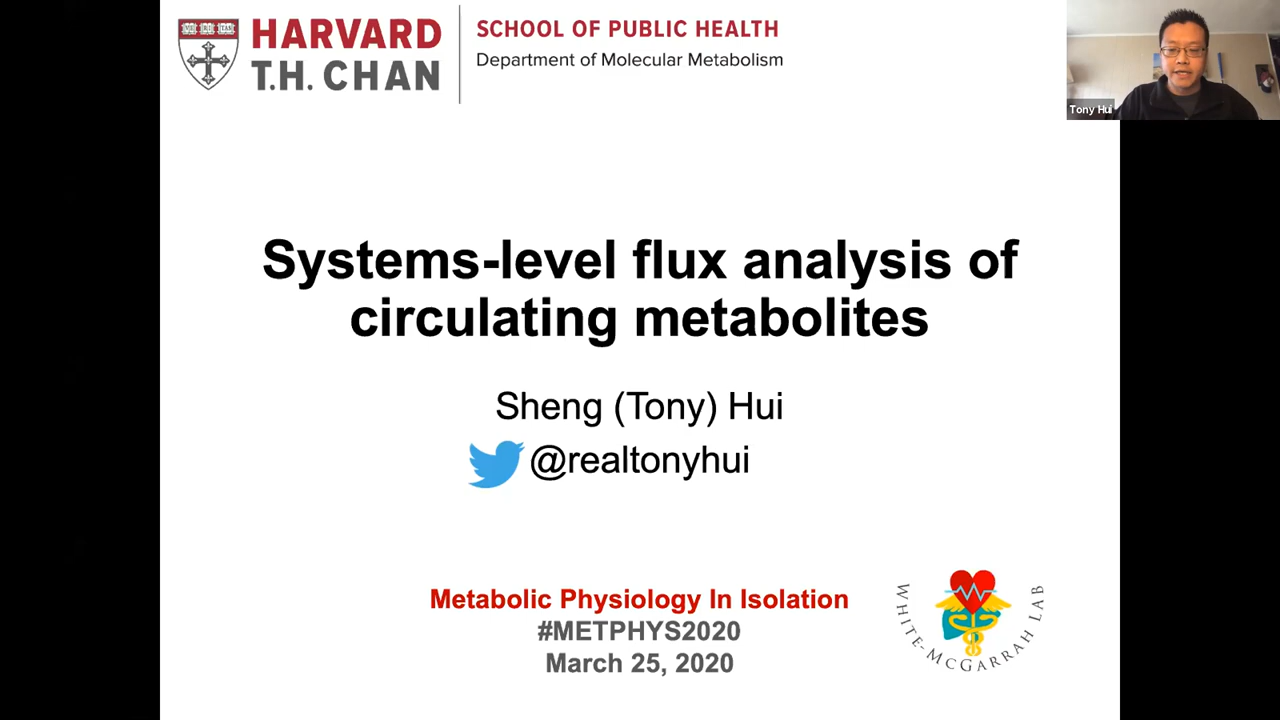 HARVARD
T.H. CHAN
SCHOOL OF PUBLIC HEALTH
Department of Molecular Metabolism
Tony Hui
Systems-level flux analysis of
circulating metabolites
Sheng (Tony) Hui
@realtonyhui
Metabolic Physiology In Isolation
#METPHYS2020
March 25, 2020
WHITE-MCGARRAH LAB